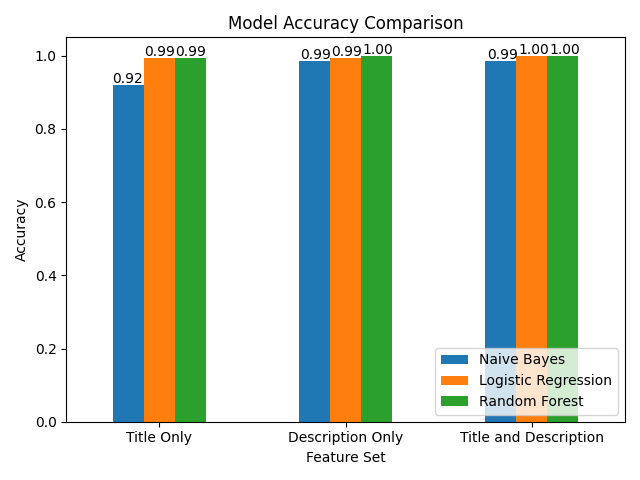 Model Accuracy Comparison
1.0
0.8
0.6
0.4
0.2
0.0
Accuracy
0.92
0.99
0.99
0.99
0.99
1.00
0.99
1.00
1.00
Naive Bayes
Logistic Regression
Random Forest
Title Only
Description Only
Title and Description
Feature Set